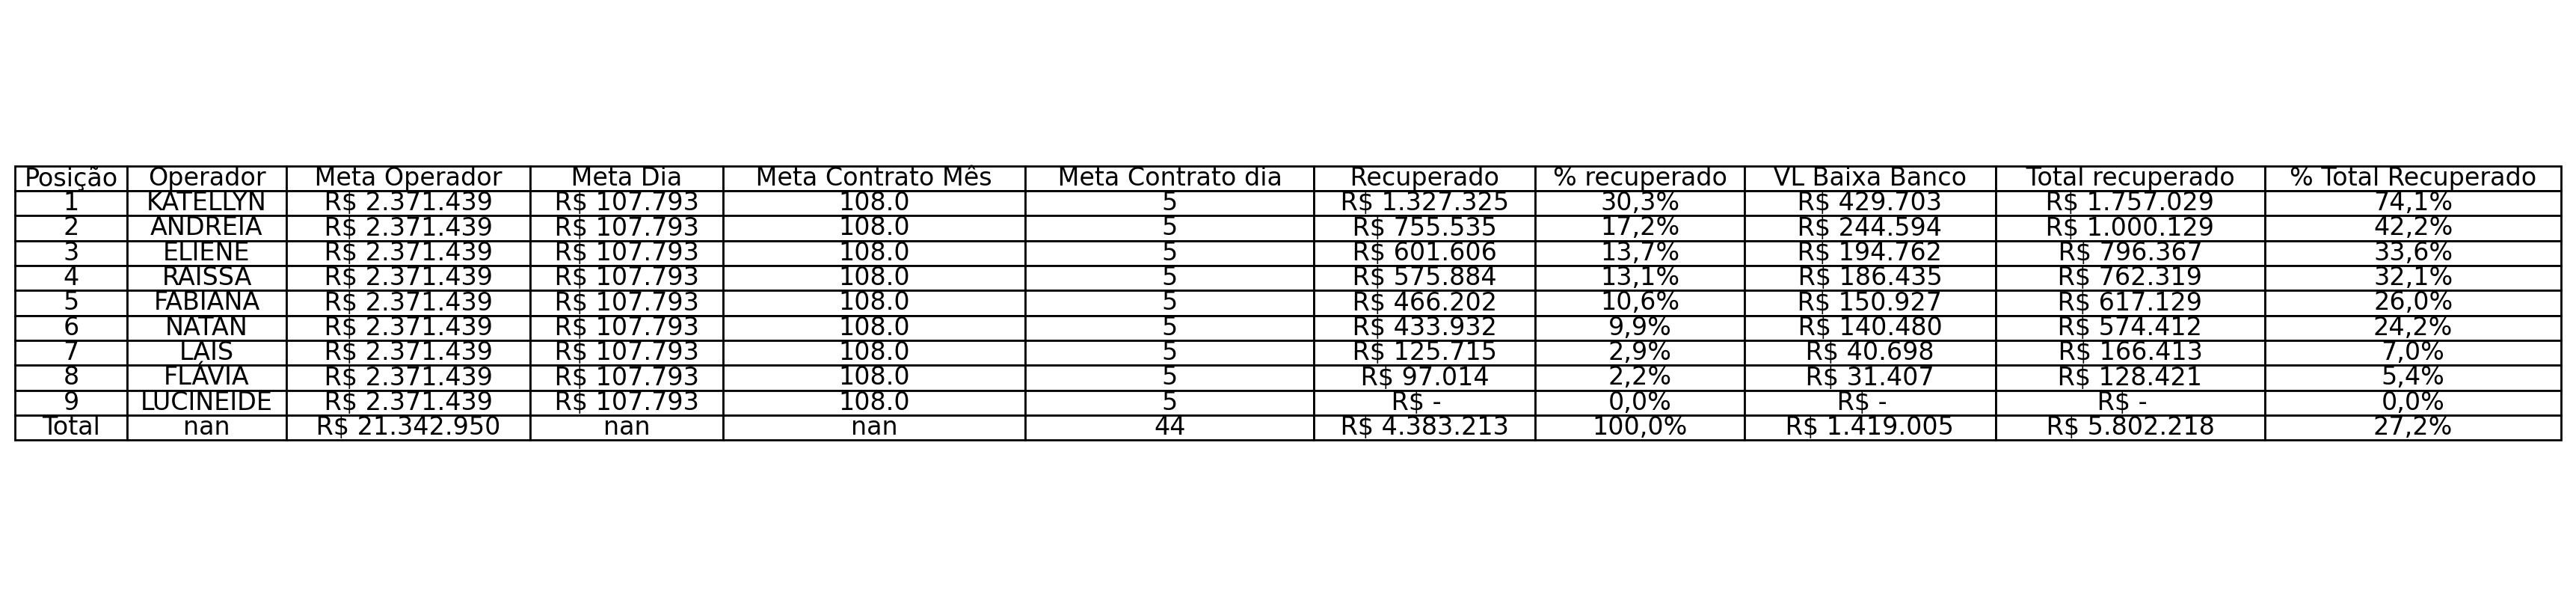 Posição Operador Meta Operador Meta Dia Meta Contrato Mês Meta Contrato dia Recuperado % recuperado VL Baixa Banco Total recuperado % Total Recuperado
1 KATELLYN R$ 2.371.439 R$ 107.793 108.0 5 R$ 1.327.325 30,3% R$ 429.703 R$ 1.757.029 74,1%
2 ANDREIA R$ 2.371.439 R$ 107.793 108.0 5 R$ 755.535 17,2% R$ 244.594 R$ 1.000.129 42,2%
3 ELIENE R$ 2.371.439 R$ 107.793 108.0 5 R$ 601.606 13,7% R$ 194.762 R$ 796.367 33,6%
4 RAISSA R$ 2.371.439 R$ 107.793 108.0 5 R$ 575.884 13,1% R$ 186.435 R$ 762.319 32,1%
5 FABIANA R$ 2.371.439 R$ 107.793 108.0 5 R$ 466.202 10,6% R$ 150.927 R$ 617.129 26,0%
6 NATAN R$ 2.371.439 R$ 107.793 108.0 5 R$ 433.932 9,9% R$ 140.480 R$ 574.412 24,2%
7 LAIS R$ 2.371.439 R$ 107.793 108.0 5 R$ 125.715 2,9% R$ 40.698 R$ 166.413 7,0%
8 FLÁVIA R$ 2.371.439 R$ 107.793 108.0 5 R$ 97.014 2,2% R$ 31.407 R$ 128.421 5,4%
9 LUCINEIDE R$ 2.371.439 R$ 107.793 108.0 5 R$ - 0,0% R$ - R$ - 0,0%
Total nan R$ 21.342.950 nan nan 44 R$ 4.383.213 100,0% R$ 1.419.005 R$ 5.802.218 27,2%